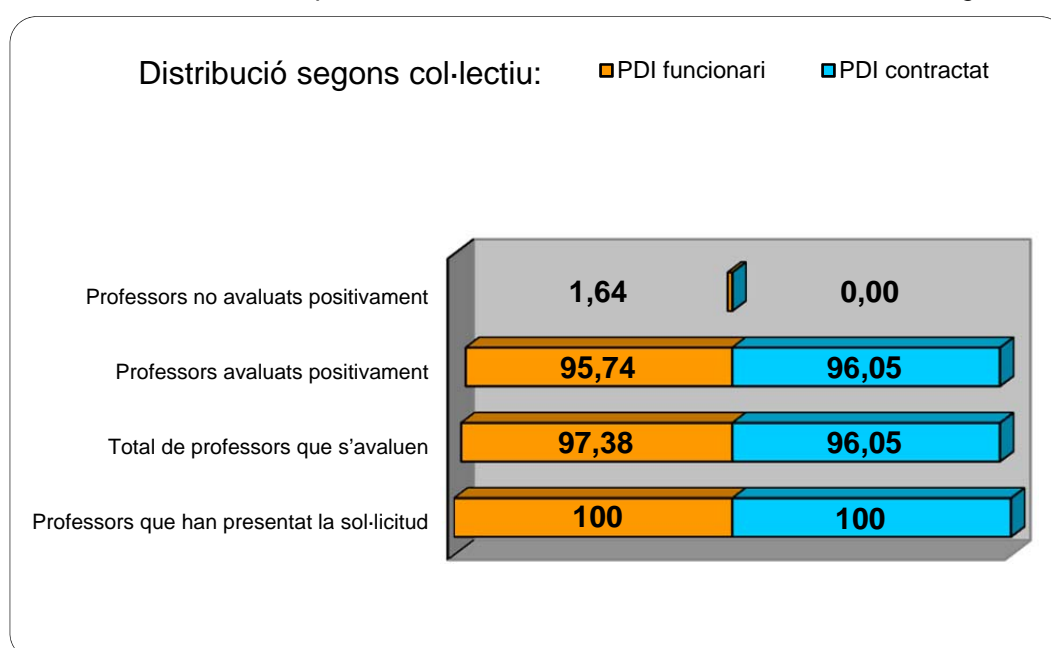 Distribució segons col·lectiu: PDI funcionari PDI contractat
Professors no avaluats positivament 1,64 0,00
Professors avaluats positivament 95,74 96,05
Total de professors que s’avaluen 97,38 96,05
Professors que han presentat la sol·licitud 100 100